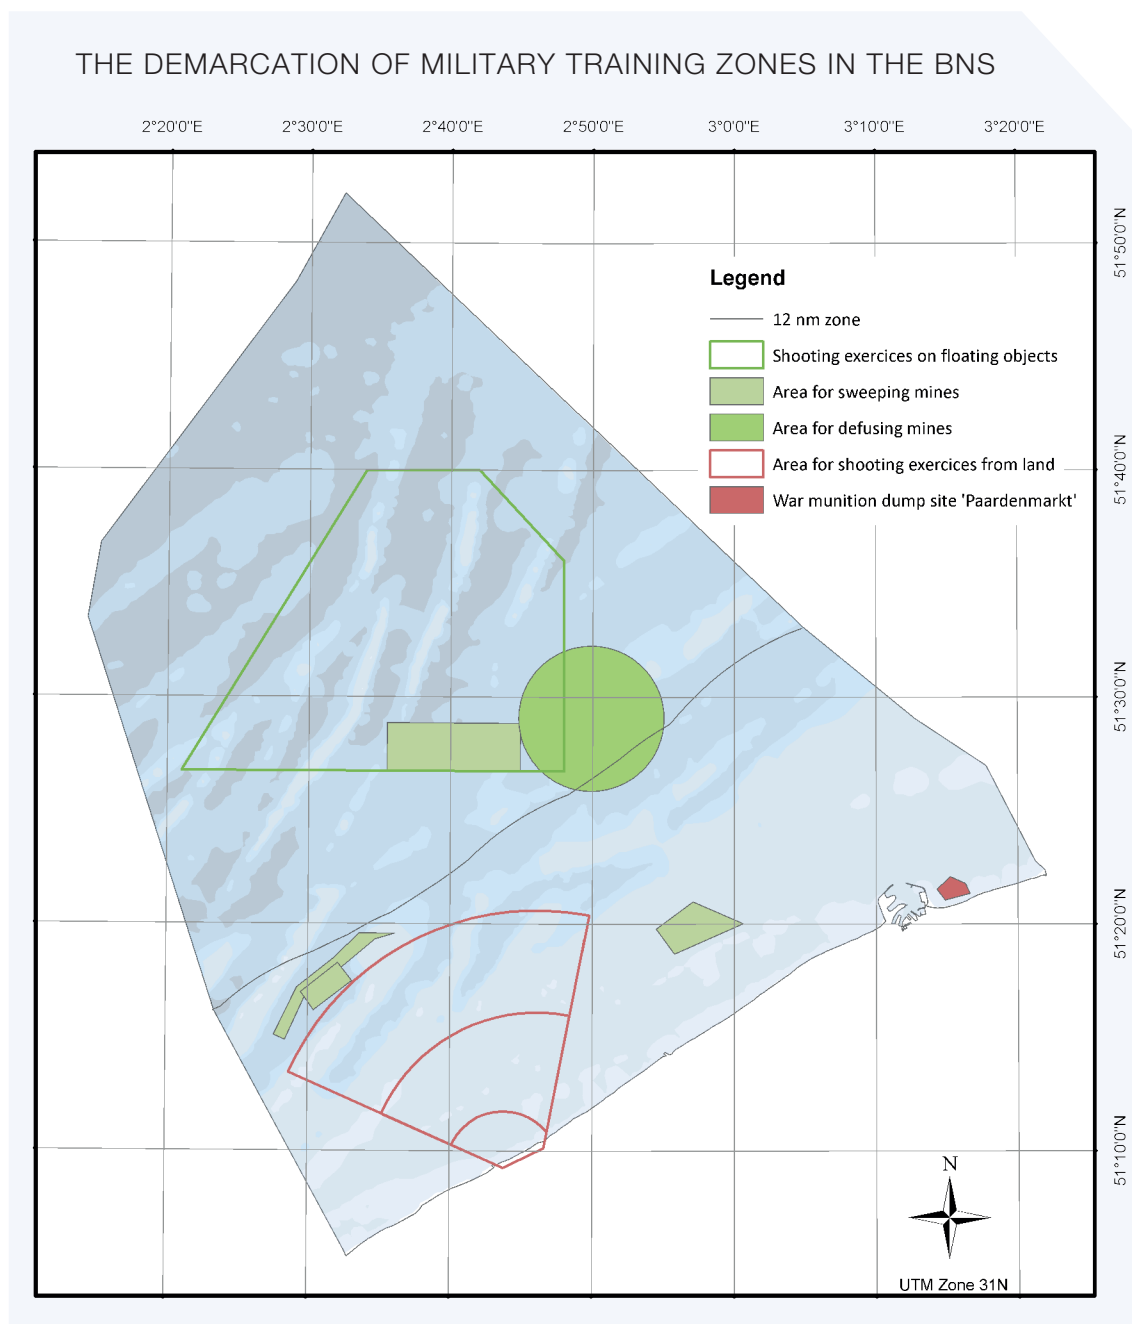 THE DEMARCATION OF MILITARY TRAINING ZONES IN THE BNS
2°20'0"E 2°30'0"E 2°40'0"E 2°50'0"E 3°0'0"E 3°10'0"E 3°20'0"E
51°50'0"N
Legend
12 nm zone
Shooting exercices on floating objects
Area for sweeping mines
Area for defusing mines
Area for shooting exercices from land
War munition dump site 'Paardenmarkt'
51°40'0"N
51°30'0"N
51°20'0"N
51°10'0"N
N
UTM Zone 31N